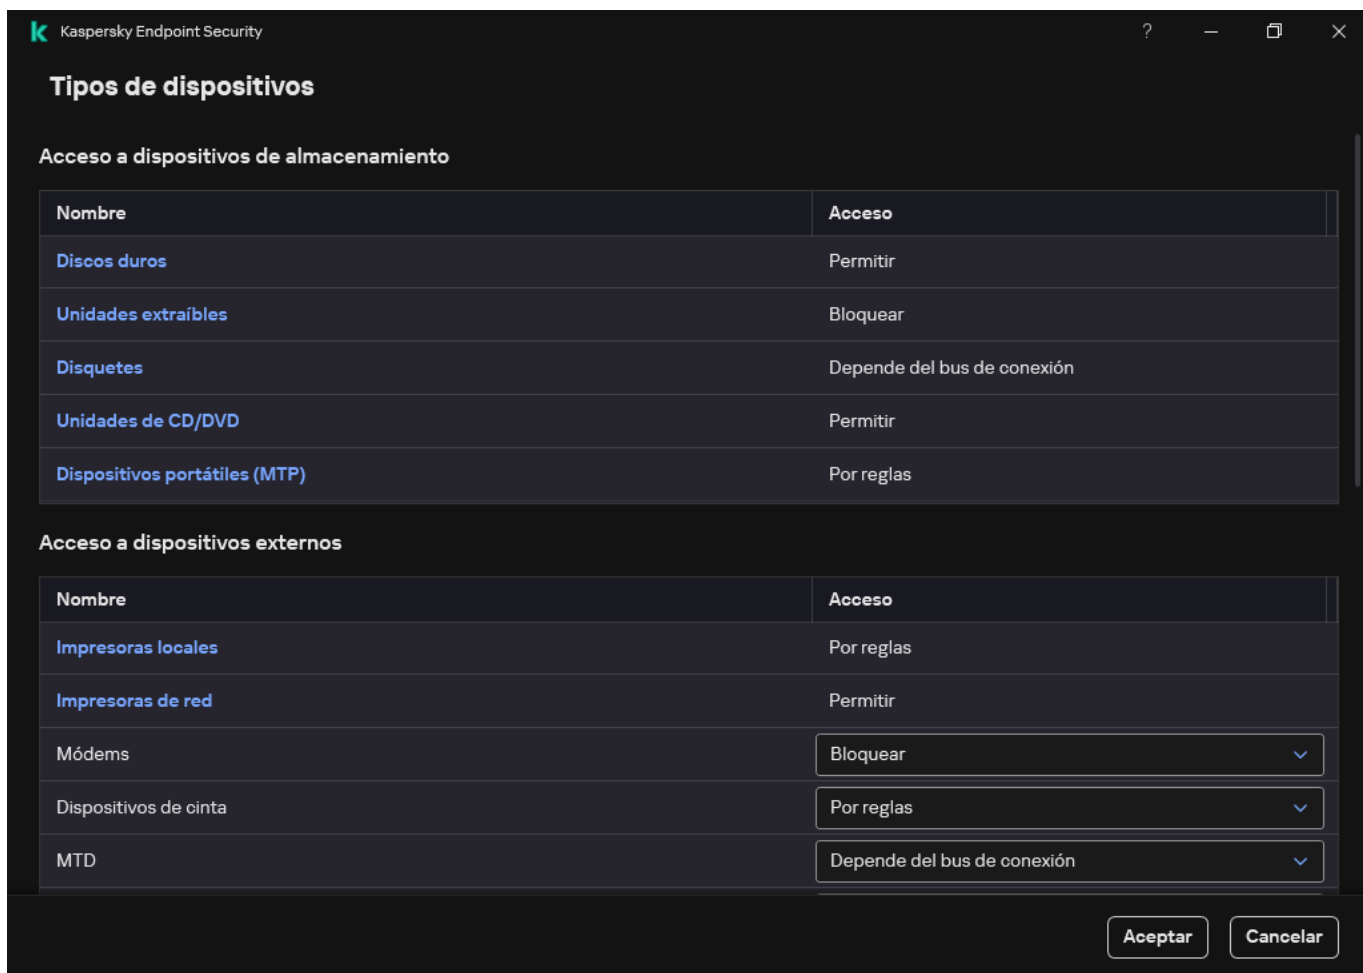 Kaspersky Endpoint Security
Tipos de dispositivos
Acceso a dispositivos de almacenamiento
Nombre Acceso
Discos duros Permitir
Unidades extraíbles Bloquear
Disquetes Depende del bus de conexión
Unidades de CD/DVD Permitir
Dispositivos portátiles (MTP) Por reglas
Acceso a dispositivos externos
Nombre Acceso
Impresoras locales Por reglas
Impresoras de red Permitir
Módems Bloquear
Dispositivos de cinta Por reglas
MTD Depende del bus de conexión
Aceptar Cancelar